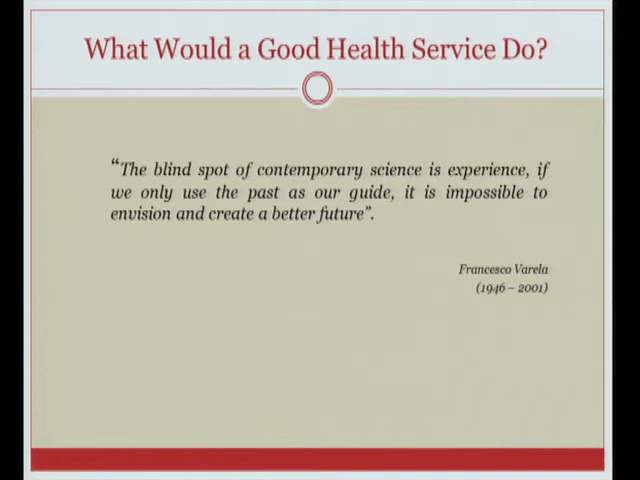 What Would a Good Health Service Do?
“The blind spot of contemporary science is experience, if
we only use the past as our guide, it is impossible to
envision and create a better future”.
Francesco Varela
(1946 – 2001)